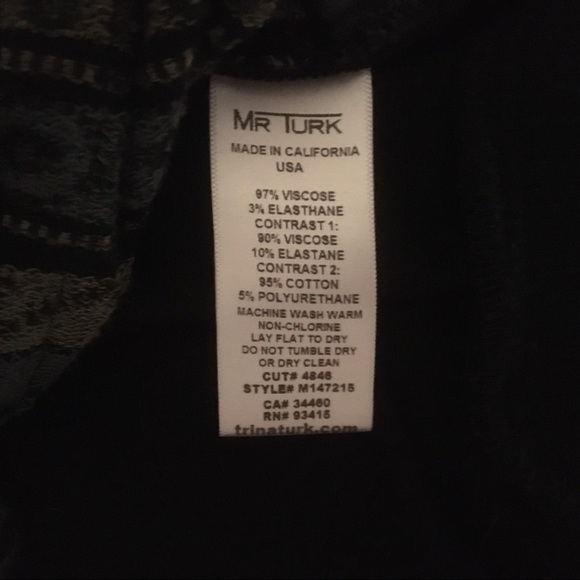 MR TURK
MADE IN CALIFORNIA
USA
97% VISCOSE
3% ELASTHANE
CONTRAST 1:
90% VISCOSE
10% ELASTANE
CONTRAST 2:
95% COTTON
5% POLYURETHANE
MACHINE WASH WARM
NON-CHLORINE
LAY FLAT TO DRY
DO NOT TUMBLE DRY
OR DRY CLEAN
CUT# 4846
STYLE# M147215
CA# 34460
RN# 93415
trinaturk.com